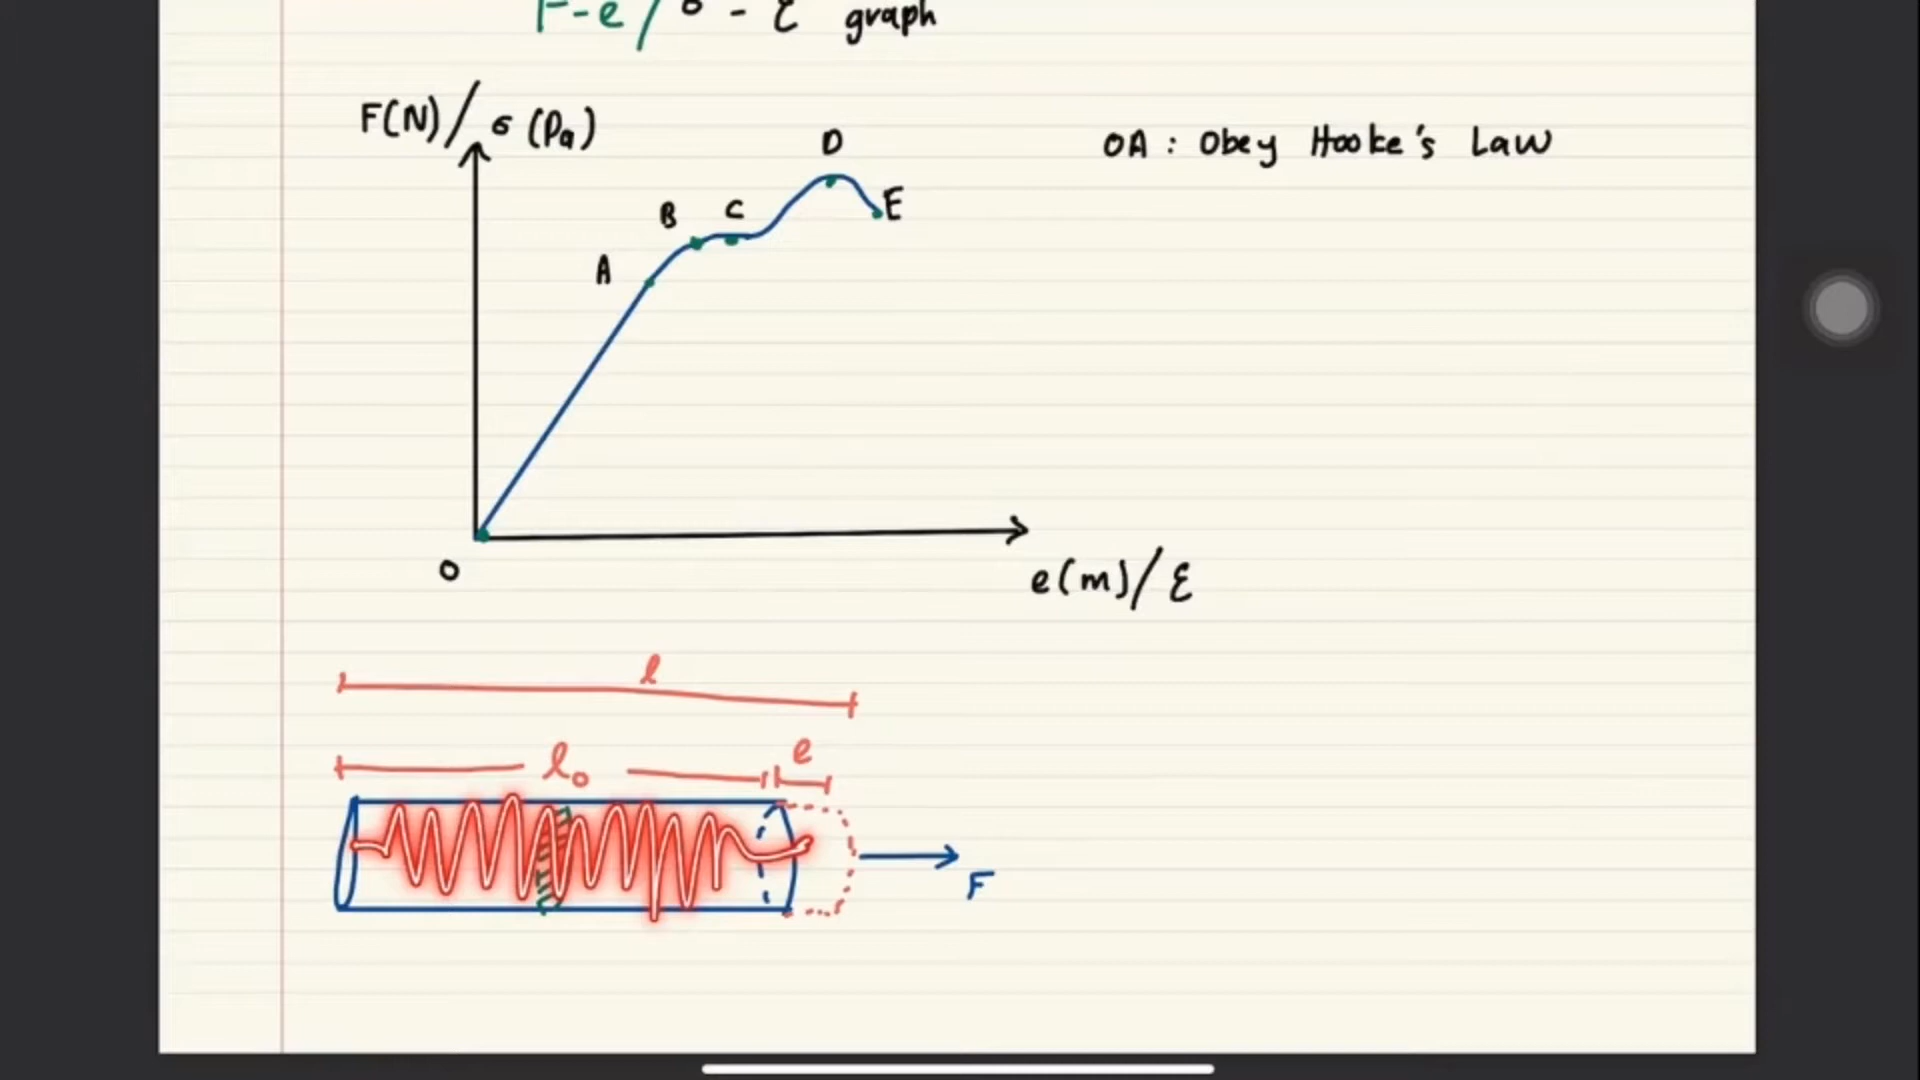 F-e/σ - ε graph
F(N)/σ (Pa)
D
OA : Obey Hooke's Law
B
C
E
A
O
e(m)/ε
l
l₀
e
F